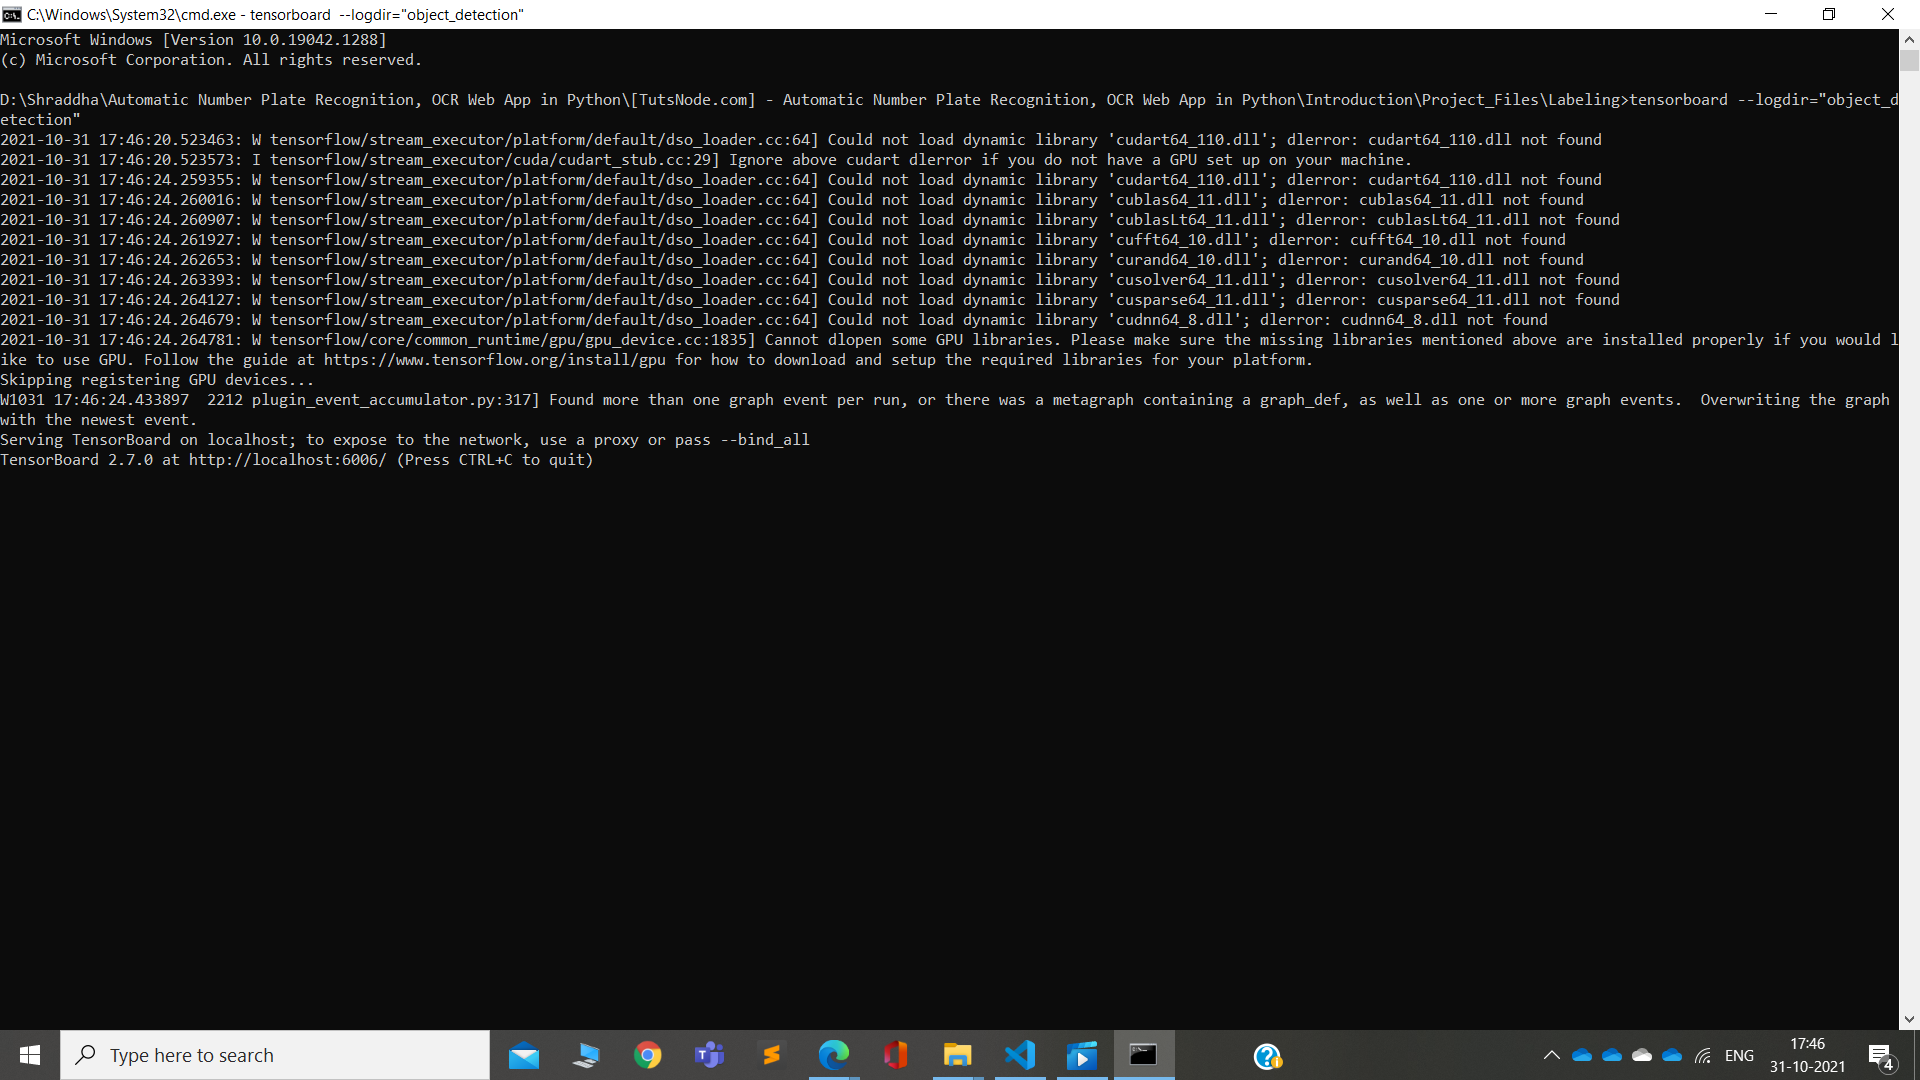 C:\Windows\System32\cmd.exe - tensorboard  --logdir="object_detection"
Microsoft Windows [Version 10.0.19042.1288]
(c) Microsoft Corporation. All rights reserved.
D:\Shraddha\Automatic Number Plate Recognition, OCR Web App in Python\[TutsNode.com] - Automatic Number Plate Recognition, OCR Web App in Python\Introduction\Project_Files\Labeling>tensorboard --logdir="object_d
etection"
2021-10-31 17:46:20.523463: W tensorflow/stream_executor/platform/default/dso_loader.cc:64] Could not load dynamic library 'cudart64_110.dll'; dlerror: cudart64_110.dll not found
2021-10-31 17:46:20.523573: I tensorflow/stream_executor/cuda/cudart_stub.cc:29] Ignore above cudart dlerror if you do not have a GPU set up on your machine.
2021-10-31 17:46:24.259355: W tensorflow/stream_executor/platform/default/dso_loader.cc:64] Could not load dynamic library 'cudart64_110.dll'; dlerror: cudart64_110.dll not found
2021-10-31 17:46:24.260016: W tensorflow/stream_executor/platform/default/dso_loader.cc:64] Could not load dynamic library 'cublas64_11.dll'; dlerror: cublas64_11.dll not found
2021-10-31 17:46:24.260907: W tensorflow/stream_executor/platform/default/dso_loader.cc:64] Could not load dynamic library 'cublasLt64_11.dll'; dlerror: cublasLt64_11.dll not found
2021-10-31 17:46:24.261927: W tensorflow/stream_executor/platform/default/dso_loader.cc:64] Could not load dynamic library 'cufft64_10.dll'; dlerror: cufft64_10.dll not found
2021-10-31 17:46:24.262653: W tensorflow/stream_executor/platform/default/dso_loader.cc:64] Could not load dynamic library 'curand64_10.dll'; dlerror: curand64_10.dll not found
2021-10-31 17:46:24.263393: W tensorflow/stream_executor/platform/default/dso_loader.cc:64] Could not load dynamic library 'cusolver64_11.dll'; dlerror: cusolver64_11.dll not found
2021-10-31 17:46:24.264127: W tensorflow/stream_executor/platform/default/dso_loader.cc:64] Could not load dynamic library 'cusparse64_11.dll'; dlerror: cusparse64_11.dll not found
2021-10-31 17:46:24.264679: W tensorflow/stream_executor/platform/default/dso_loader.cc:64] Could not load dynamic library 'cudnn64_8.dll'; dlerror: cudnn64_8.dll not found
2021-10-31 17:46:24.264781: W tensorflow/core/common_runtime/gpu/gpu_device.cc:1835] Cannot dlopen some GPU libraries. Please make sure the missing libraries mentioned above are installed properly if you would l
ike to use GPU. Follow the guide at https://www.tensorflow.org/install/gpu for how to download and setup the required libraries for your platform.
Skipping registering GPU devices...
W1031 17:46:24.433897  2212 plugin_event_accumulator.py:317] Found more than one graph event per run, or there was a metagraph containing a graph_def, as well as one or more graph events.  Overwriting the graph
with the newest event.
Serving TensorBoard on localhost; to expose to the network, use a proxy or pass --bind_all
TensorBoard 2.7.0 at http://localhost:6006/ (Press CTRL+C to quit)
Type here to search
ENG
17:46
31-10-2021
4